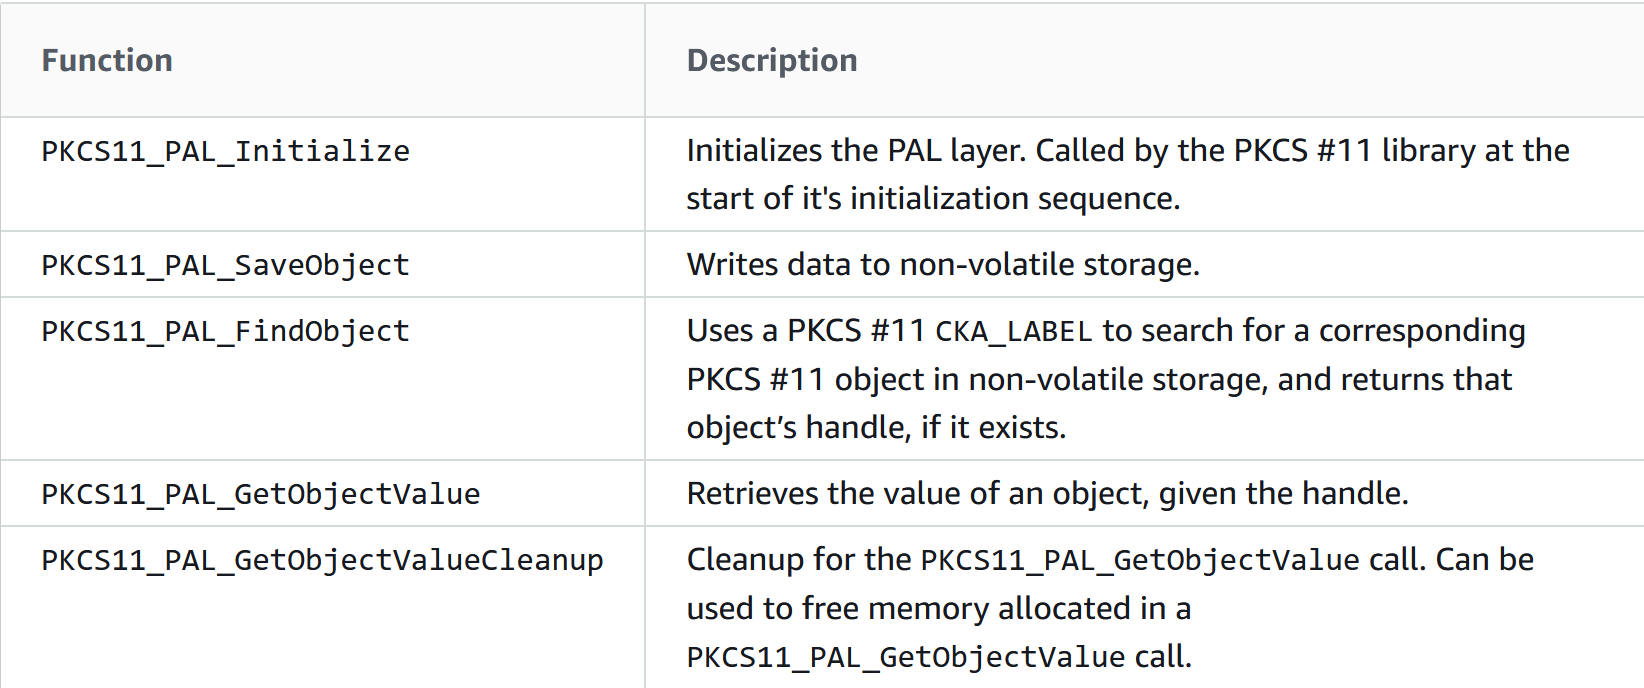 Function
Description
PKCS11_PAL_Initialize
Initializes the PAL layer. Called by the PKCS #11 library at the
start of it's initialization sequence.
PKCS11_PAL_SaveObject
Writes data to non-volatile storage.
PKCS11_PAL_FindObject
Uses a PKCS #11 CKA_LABEL to search for a corresponding
PKCS #11 object in non-volatile storage, and returns that
object’s handle, if it exists.
PKCS11_PAL_GetObjectValue
Retrieves the value of an object, given the handle.
PKCS11_PAL_GetObjectValueCleanup
Cleanup for the PKCS11_PAL_GetObjectValue call. Can be
used to free memory allocated in a
PKCS11_PAL_GetObjectValue call.